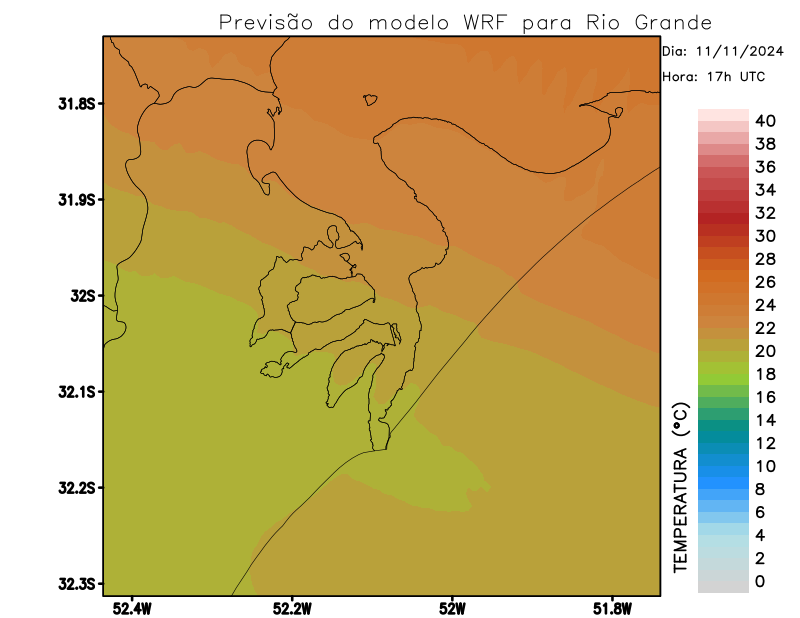 Previsão do modelo WRF para Rio Grande
Dia: 11/11/2024
Hora: 17h UTC
31.8S
31.9S
32S
32.1S
32.2S
32.3S
52.4W
52.2W
52W
51.8W
TEMPERATURA (°C)
40
38
36
34
32
30
28
26
24
22
20
18
16
14
12
10
8
6
4
2
0